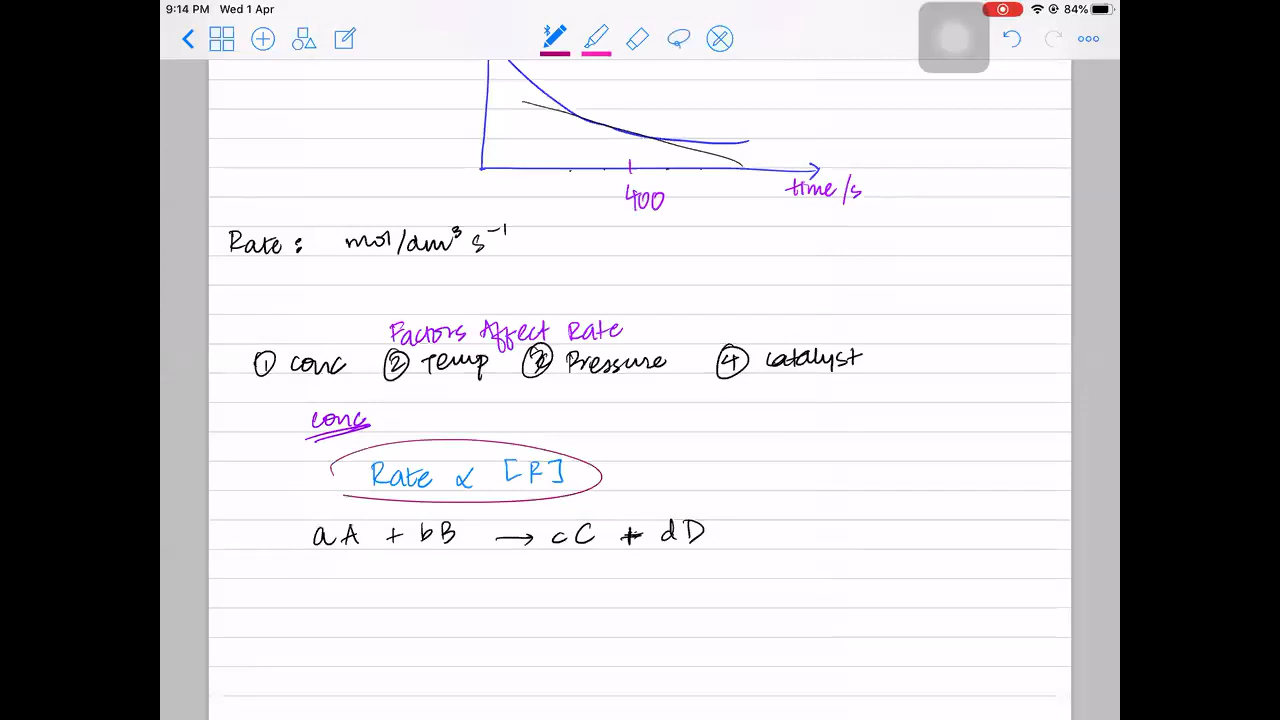 9:14 PM Wed 1 Apr
84%
400
time/s
Rate: mol/dm³ s⁻¹
Factors Affect Rate
① conc ② Temp ③ Pressure ④ catalyst
conc
Rate ∝ [R]
aA + bB → cC + dD